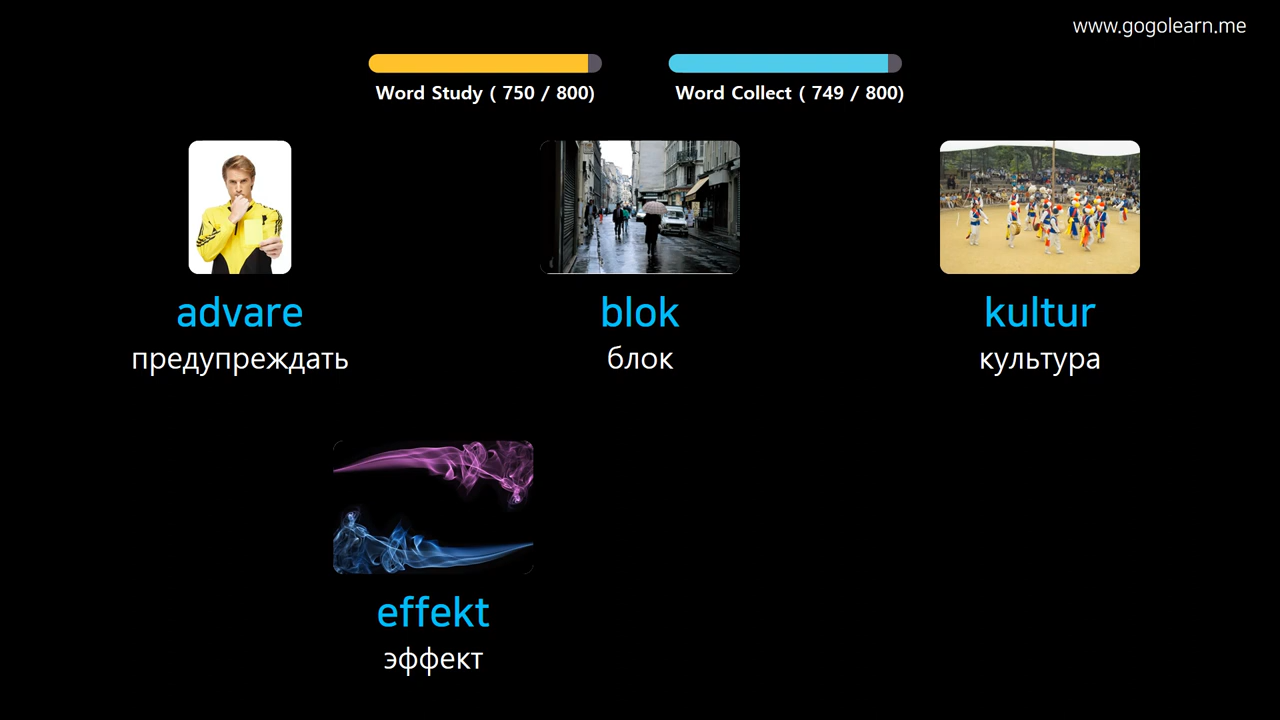 www.gogolearn.me
Word Study ( 750 / 800)
Word Collect ( 749 / 800)
advare
предупреждать
blok
блок
kultur
культура
effekt
эффект